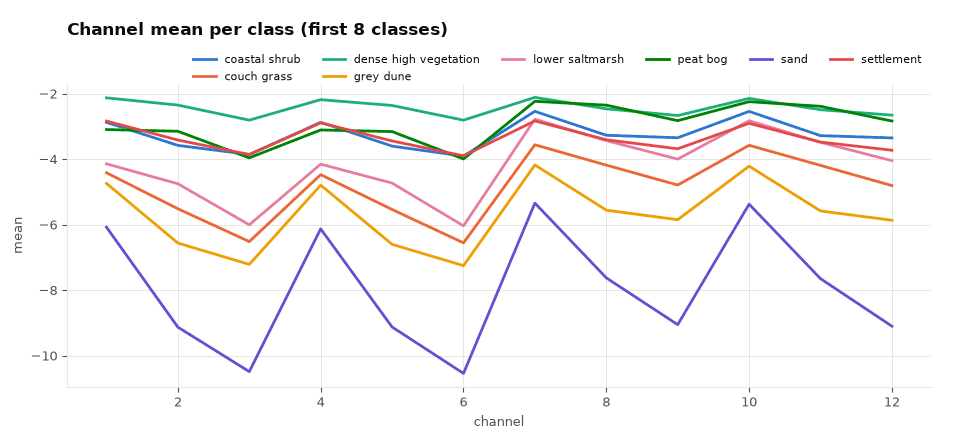 Channel mean per class (first 8 classes)
coastal shrub dense high vegetation lower saltmarsh peat bog sand settlement
couch grass grey dune
−2
−4
−6
−8
−10
mean
2 4 6 8 10 12
channel